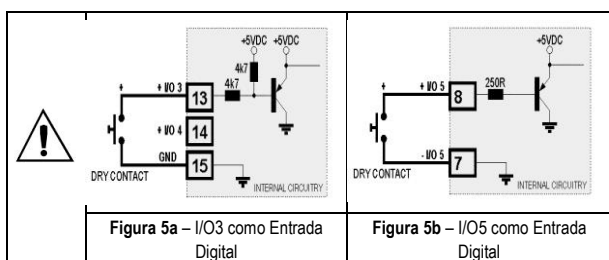 +5VDC +5VDC
4k7
+ I/O 3
13
4k7
+ I/O 4
14
GND
15
DRY CONTACT
INTERNAL CIRCUITRY
Figura 5a – I/O3 como Entrada
Digital
+5VDC
+ I/O 5
8
250R
- I/O 5
7
DRY CONTACT
INTERNAL CIRCUITRY
Figura 5b – I/O5 como Entrada
Digital